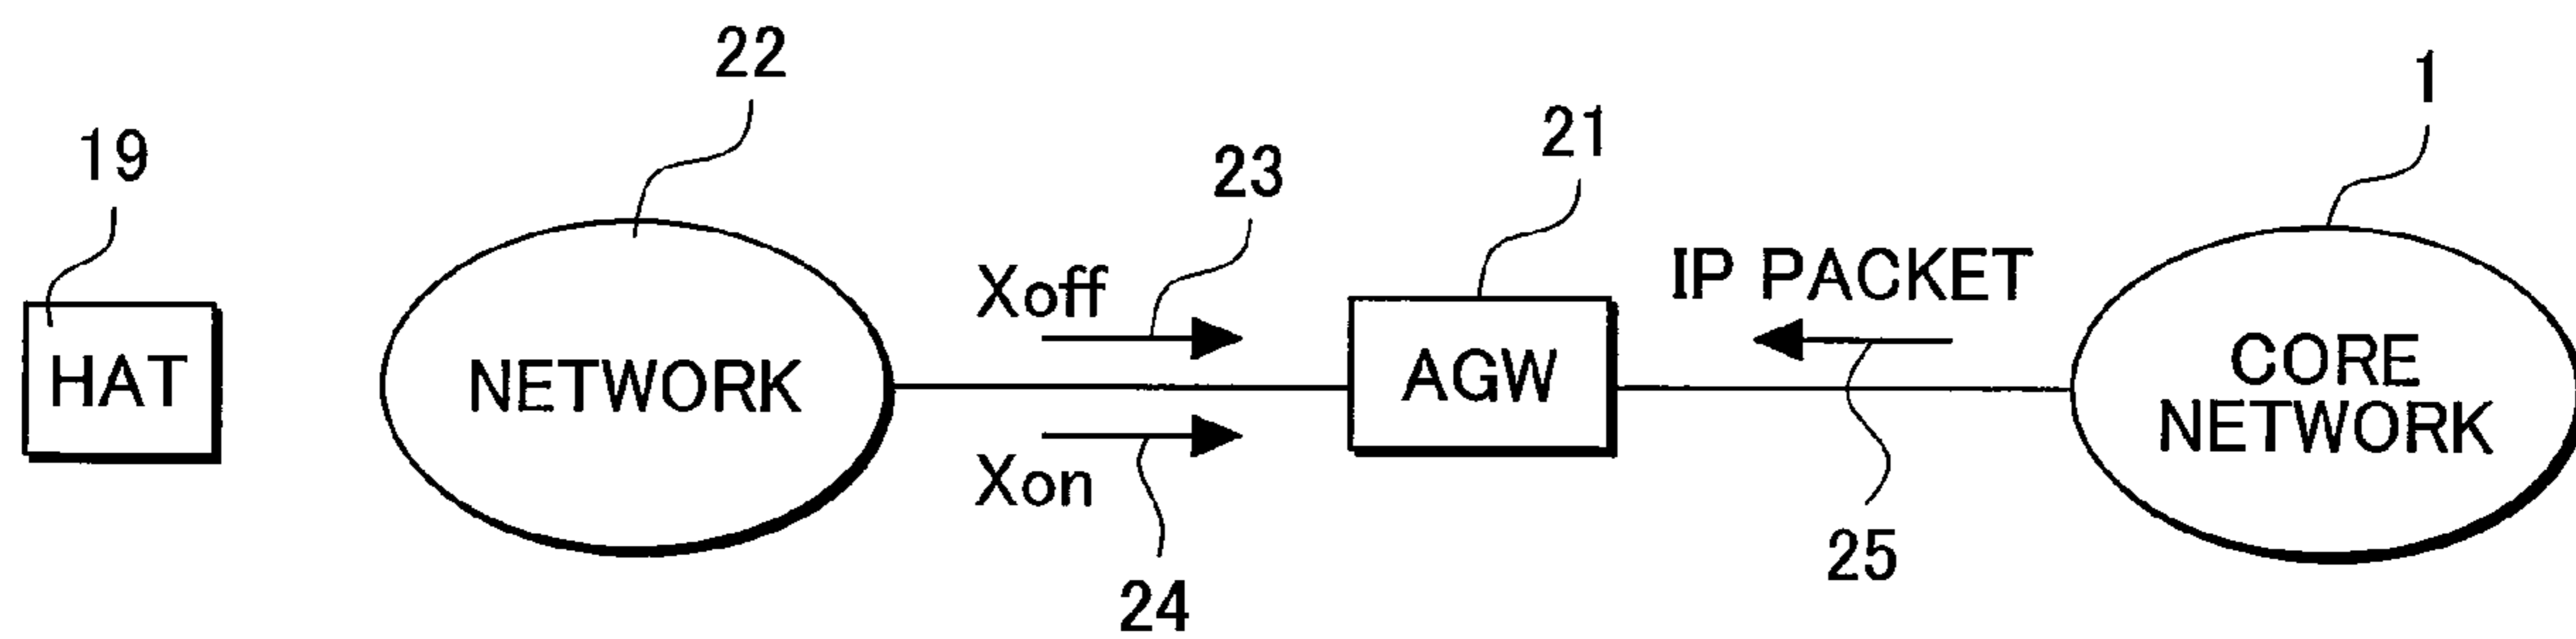 22
1
19
23
21
Xoff
IP PACKET
HAT
NETWORK
AGW
CORE
NETWORK
Xon
25
24